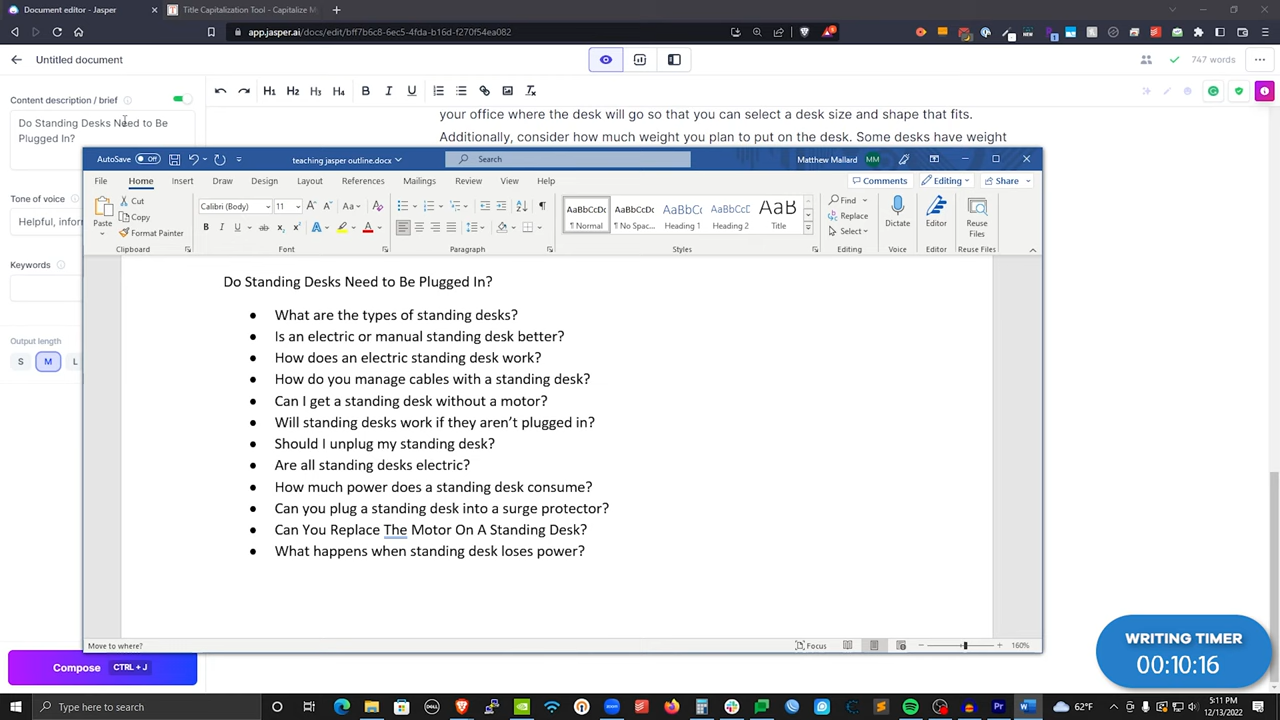 Document editor - Jasper
Title Capitalization Tool - Capitalize M
app.jasper.ai/docs/edit/bff7b6c8-6ec5-4fda-b16d-f270f54ea082
Untitled document
747 words
Content description / brief
Do Standing Desks Need to Be
Plugged In?
Tone of voice
Helpful, inforr
Keywords
Output length
S M L
Compose CTRL + J
H1 H2 H3 H4 B I U
your office where the desk will go so that you can select a desk size and shape that fits.
Additionally, consider how much weight you plan to put on the desk. Some desks have weight
AutoSave Off
teaching jasper outline.docx
Search
Matthew Mallard MM
File Home Insert Draw Design Layout References Mailings Review View Help
Comments Editing Share
Paste
Cut
Copy
Format Painter
Clipboard
Calibri (Body) 11
Font
Paragraph
AaBbCcDc AaBbCcDc AaBbCc AaBbCcC AaB
¶ Normal ¶ No Spac... Heading 1 Heading 2 Title
Styles
Find
Replace
Select
Editing
Dictate
Voice
Editor
Editor
Reuse
Files
Reuse Files
Do Standing Desks Need to Be Plugged In?
• What are the types of standing desks?
• Is an electric or manual standing desk better?
• How does an electric standing desk work?
• How do you manage cables with a standing desk?
• Can I get a standing desk without a motor?
• Will standing desks work if they aren’t plugged in?
• Should I unplug my standing desk?
• Are all standing desks electric?
• How much power does a standing desk consume?
• Can you plug a standing desk into a surge protector?
• Can You Replace The Motor On A Standing Desk?
• What happens when standing desk loses power?
Move to where?
Focus
160%
WRITING TIMER
00:10:16
Type here to search
62°F
5:11 PM
12/13/2022